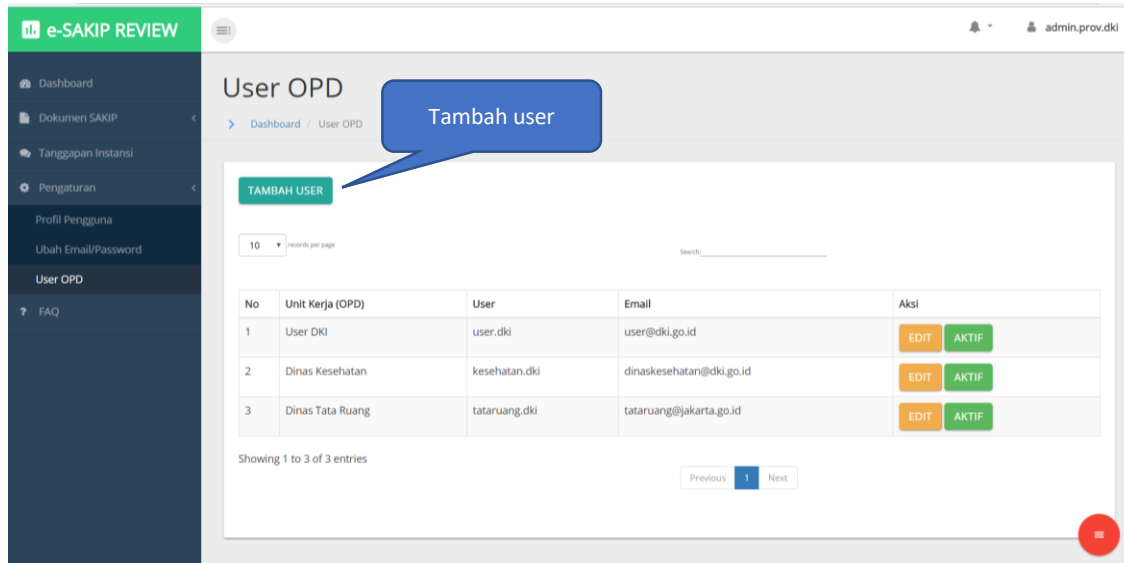 e-SAKIP REVIEW
admin.prov.dki
Dashboard
Dokumen SAKIP
Tanggapan Instansi
Pengaturan
Profil Pengguna
Ubah Email/Password
User OPD
? FAQ
User OPD
Dashboard / User OPD
Tambah user
TAMBAH USER
10 records per page
Search:
No Unit Kerja (OPD) User Email Aksi
1 User DKI user.dki user@dki.go.id EDIT AKTIF
2 Dinas Kesehatan kesehatan.dki dinaskesehatan@dki.go.id EDIT AKTIF
3 Dinas Tata Ruang tataruang.dki tataruang@jakarta.go.id EDIT AKTIF
Showing 1 to 3 of 3 entries
Previous 1 Next